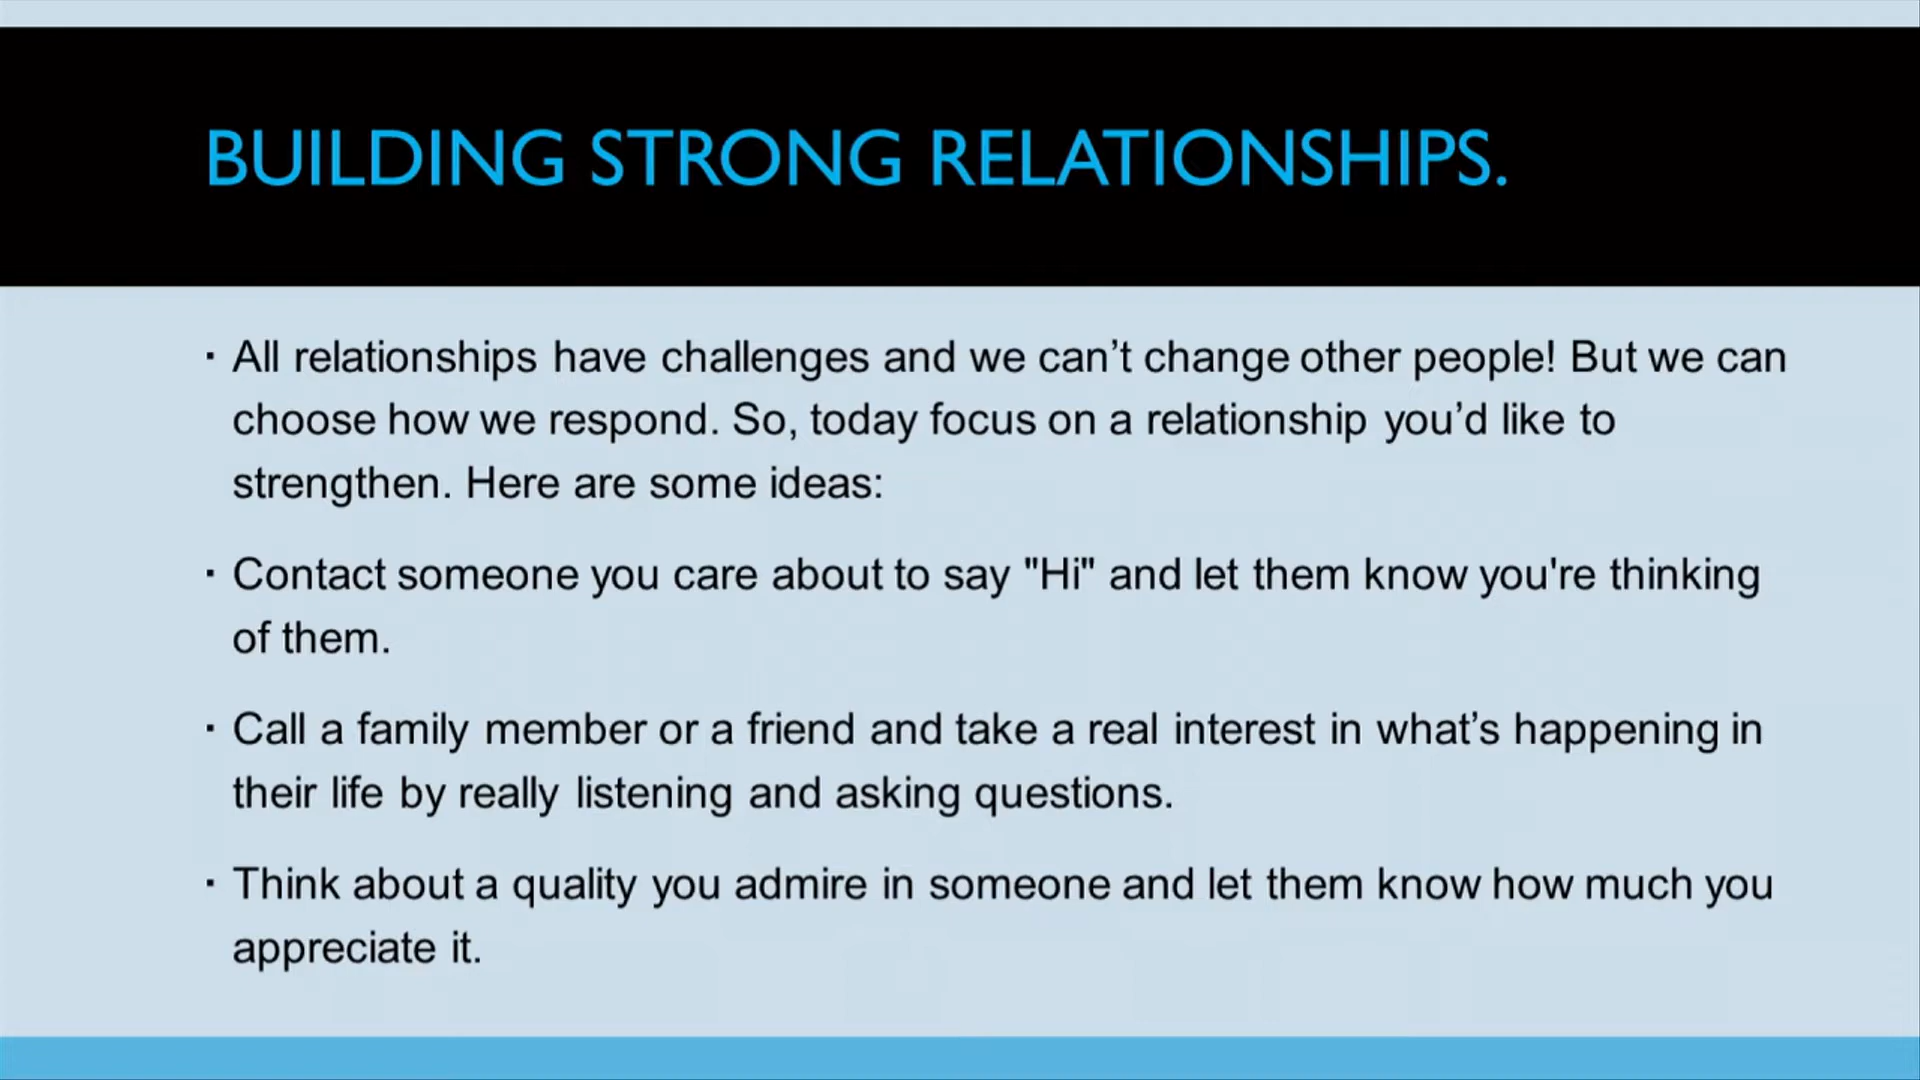 BUILDING STRONG RELATIONSHIPS.
▪ All relationships have challenges and we can’t change other people! But we can
choose how we respond. So, today focus on a relationship you’d like to
strengthen. Here are some ideas:
▪ Contact someone you care about to say "Hi" and let them know you're thinking
of them.
▪ Call a family member or a friend and take a real interest in what’s happening in
their life by really listening and asking questions.
▪ Think about a quality you admire in someone and let them know how much you
appreciate it.